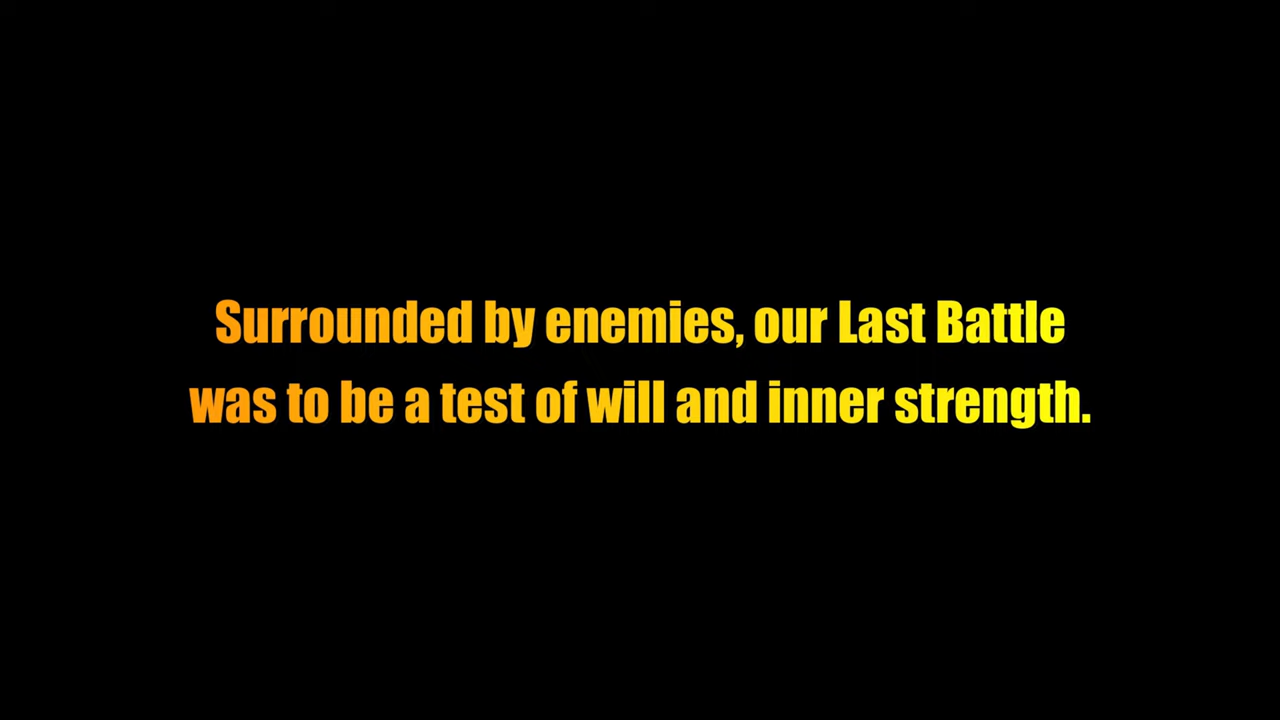 Surrounded by enemies, our Last Battle
was to be a test of will and inner strength.